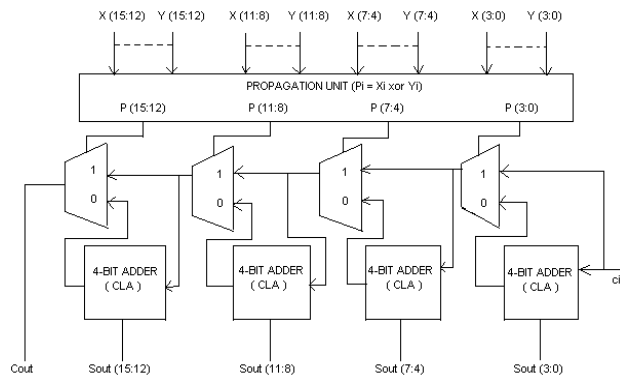 X (15:12) Y (15:12) X (11:8) Y (11:8) X (7:4) Y (7:4) X (3:0) Y (3:0)
PROPAGATION UNIT (Pi = Xi xor Yi)
P (15:12) P (11:8) P (7:4) P (3:0)
1 1 1 1
0 0 0 0
4-BIT ADDER 4-BIT ADDER 4-BIT ADDER 4-BIT ADDER
( CLA ) ( CLA ) ( CLA ) ( CLA )
ci
Cout Sout (15:12) Sout (11:8) Sout (7:4) Sout (3:0)